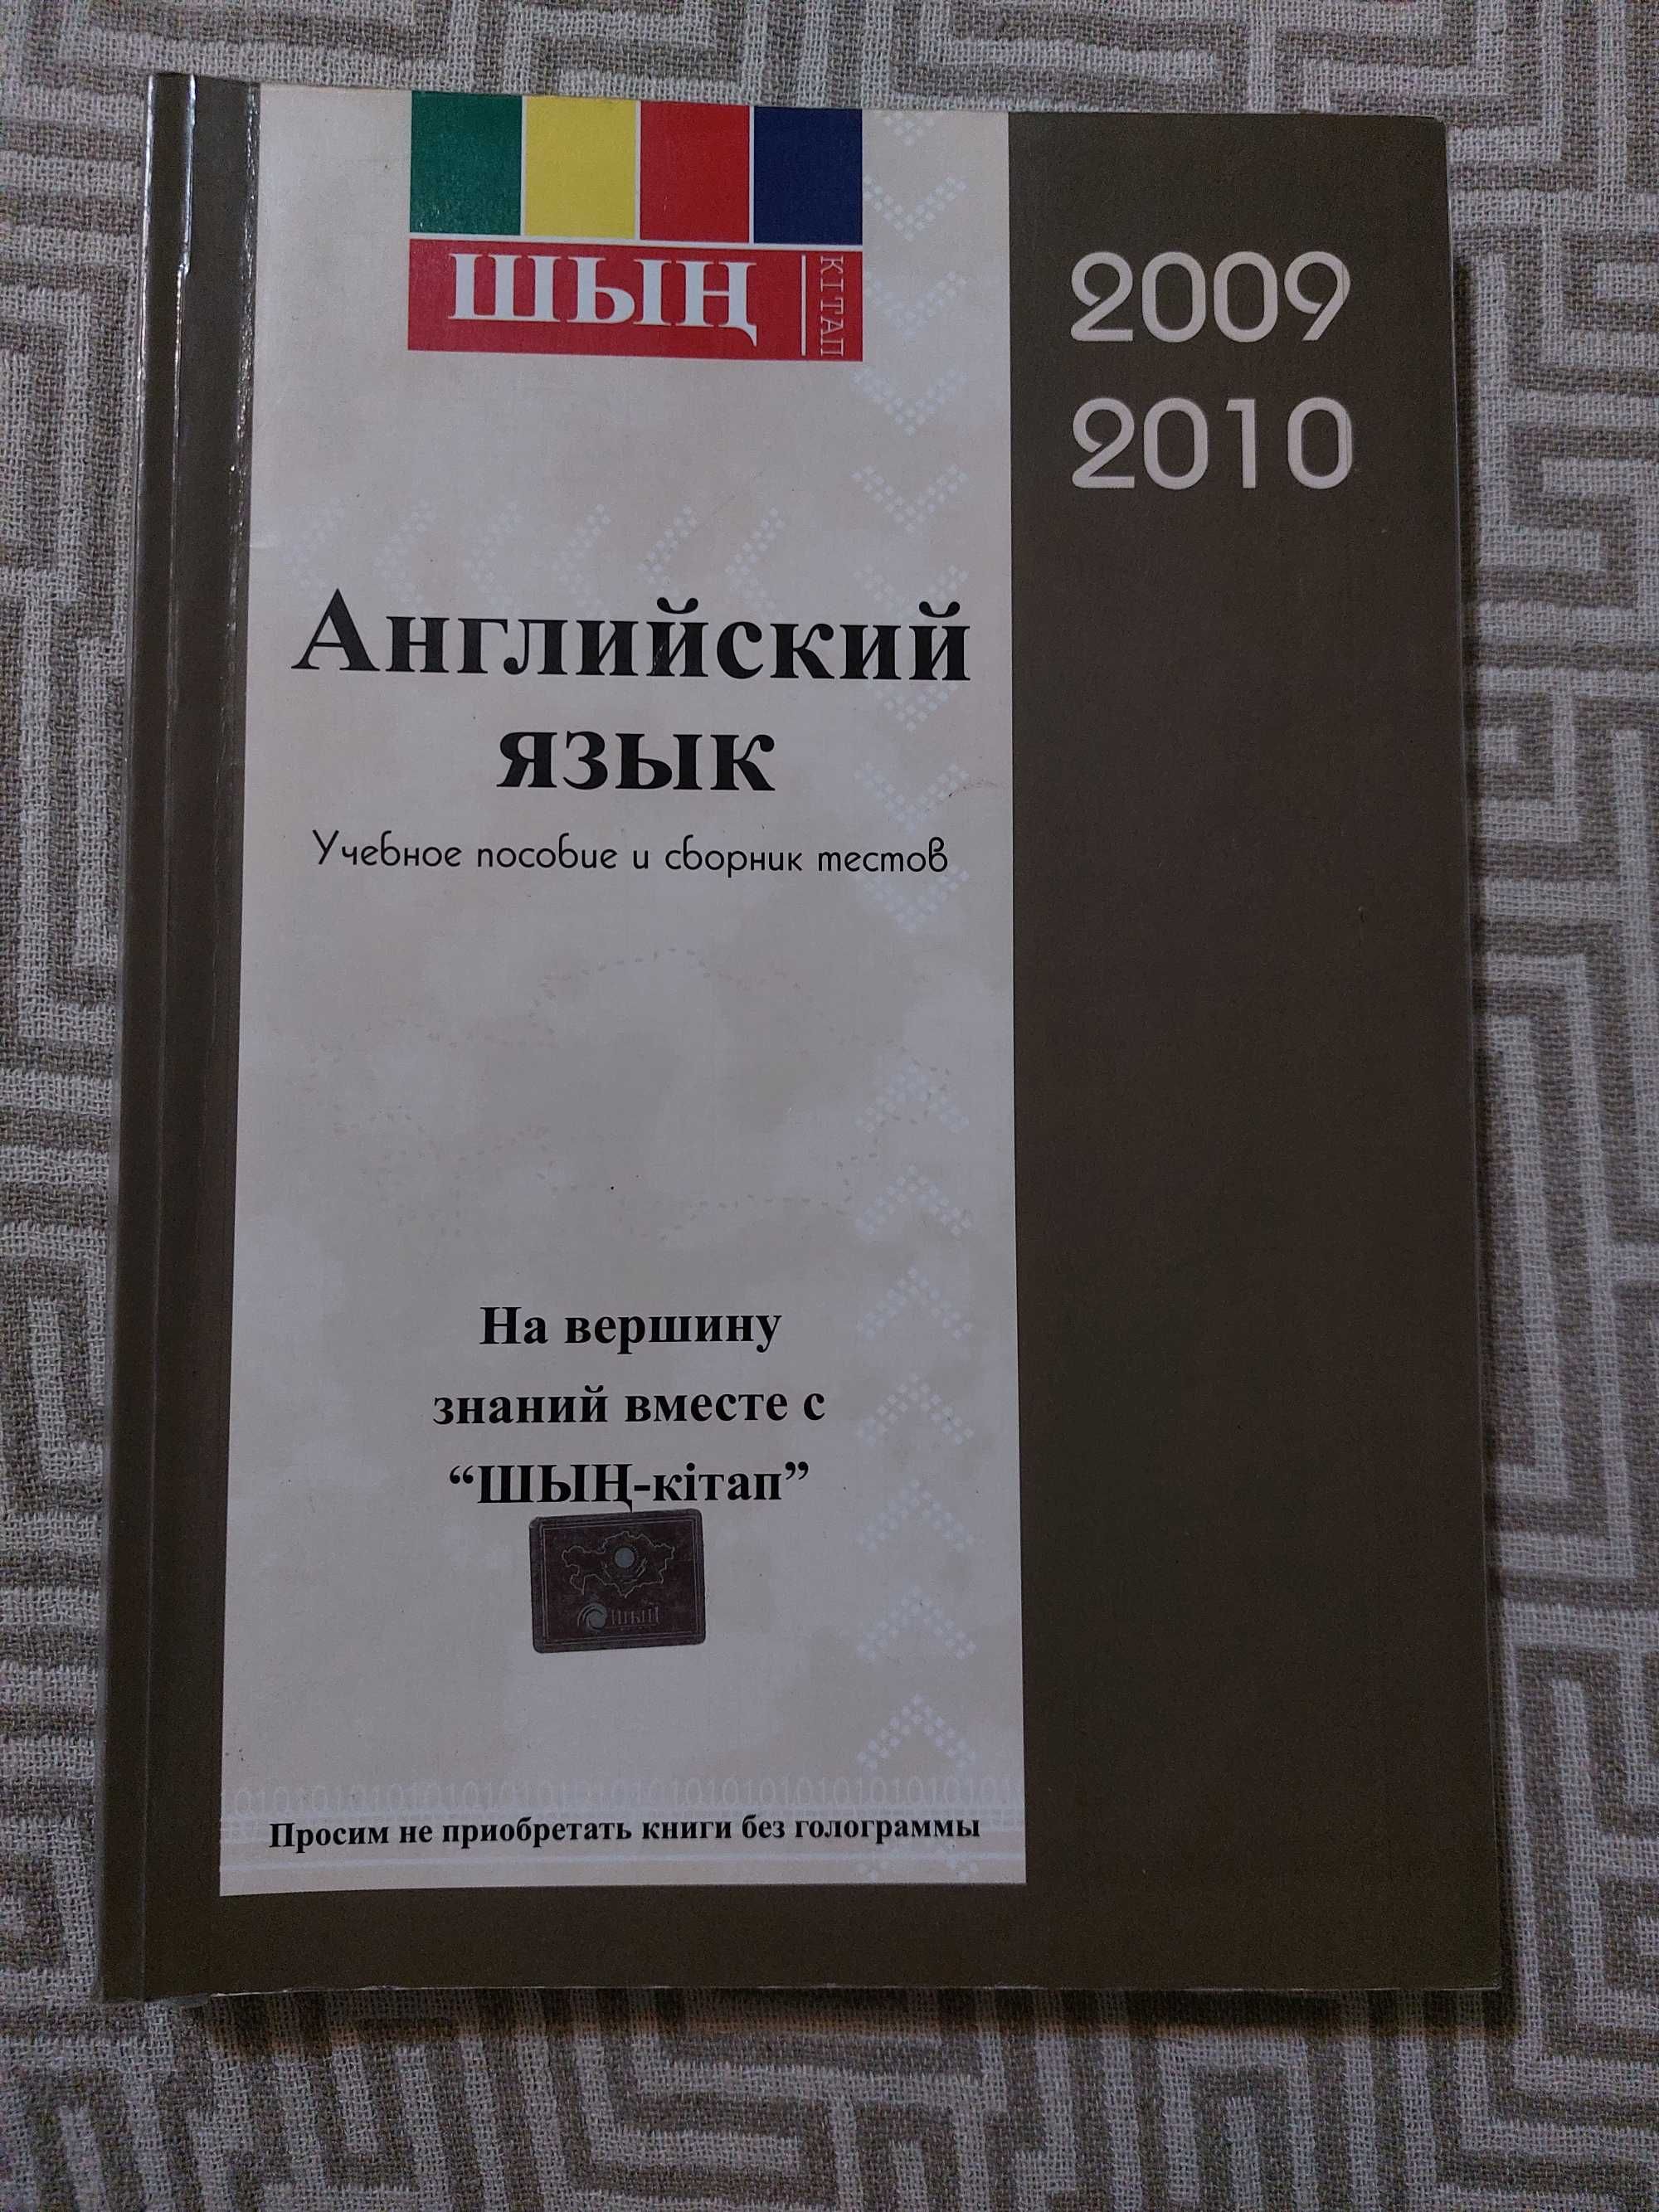 ШЫҢ
КІТАП
2009
2010
Английский
язык
Учебное пособие и сборник тестов
На вершину
знаний вместе с
“ШЫҢ-кітап”
ШЫҢ
Просим не приобретать книги без голограммы